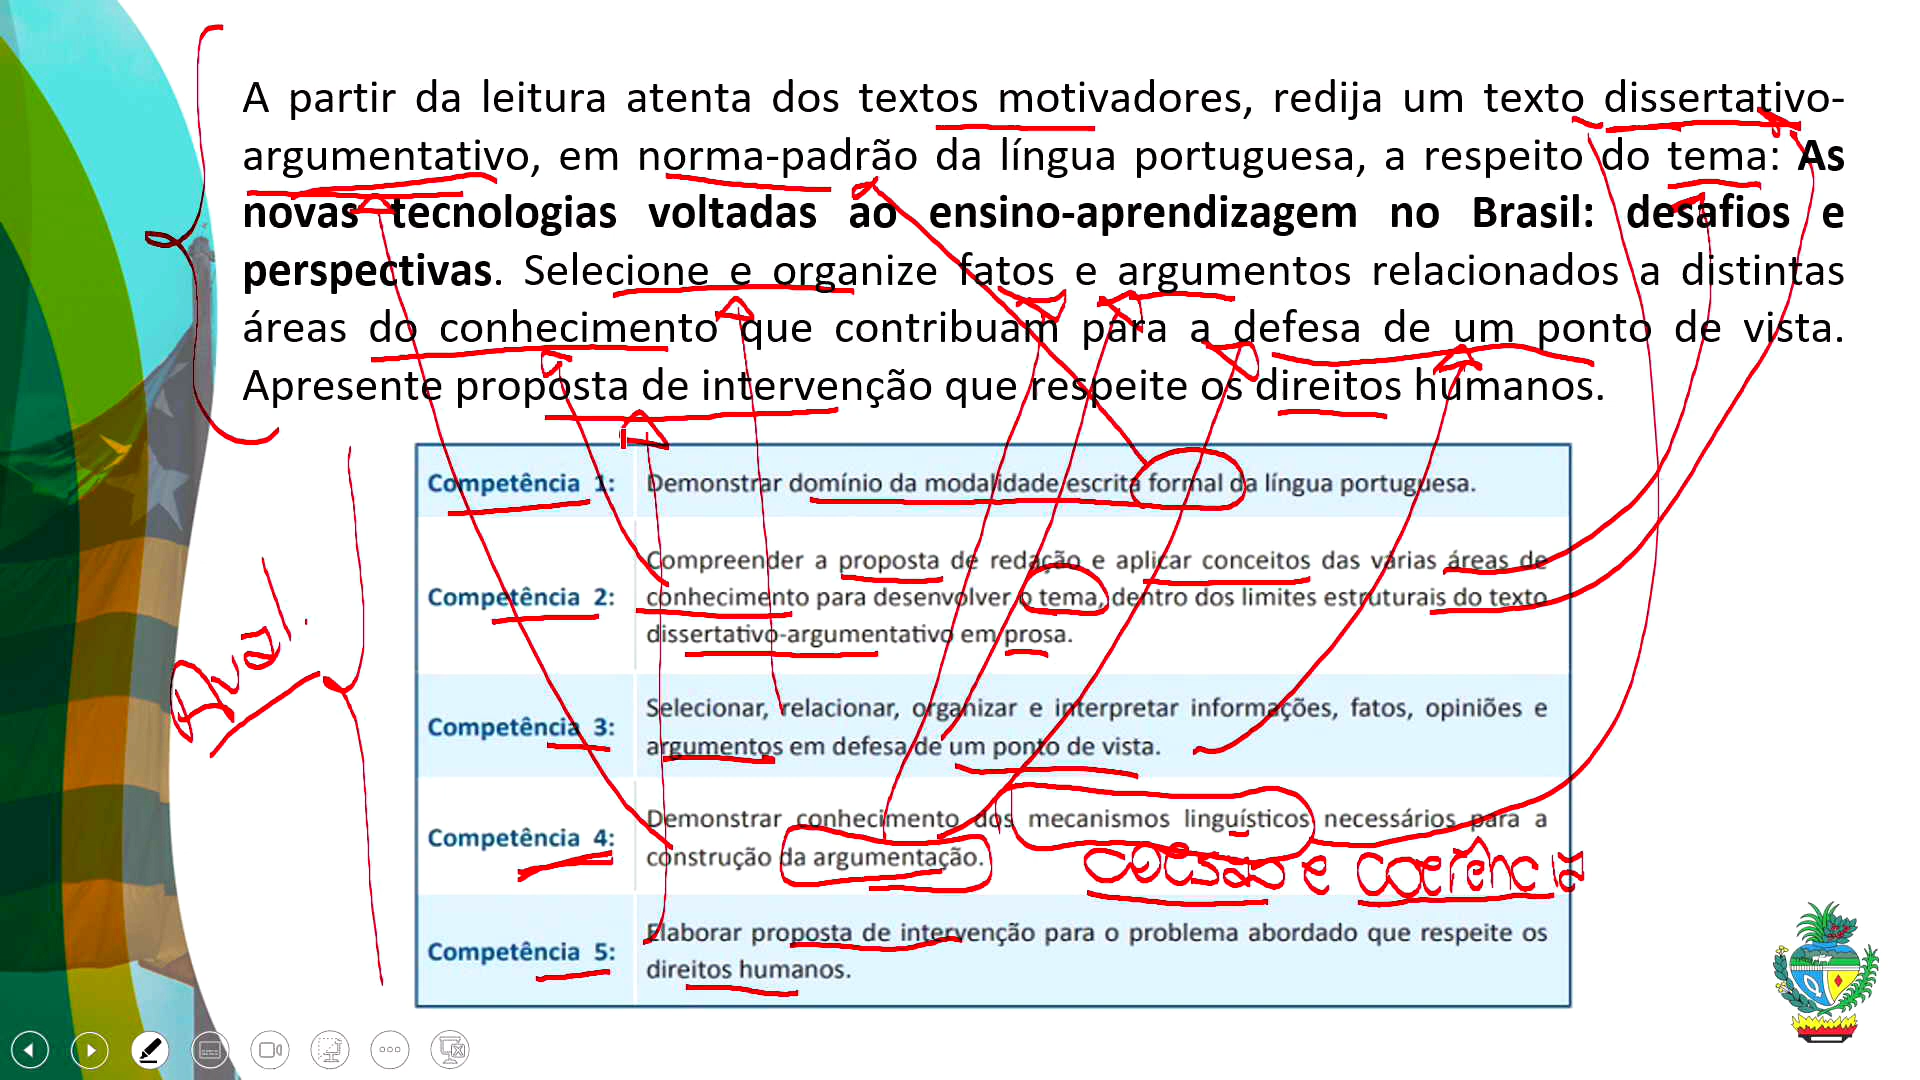 A partir da leitura atenta dos textos motivadores, redija um texto dissertativo-
argumentativo, em norma-padrão da língua portuguesa, a respeito do tema: As
novas tecnologias voltadas ao ensino-aprendizagem no Brasil: desafios e
perspectivas. Selecione e organize fatos e argumentos relacionados a distintas
áreas do conhecimento que contribuam para a defesa de um ponto de vista.
Apresente proposta de intervenção que respeite os direitos humanos.
Competência 1: Demonstrar domínio da modalidade escrita formal da língua portuguesa.
Competência 2: Compreender a proposta de redação e aplicar conceitos das várias áreas de
conhecimento para desenvolver o tema, dentro dos limites estruturais do texto
dissertativo-argumentativo em prosa.
Competência 3: Selecionar, relacionar, organizar e interpretar informações, fatos, opiniões e
argumentos em defesa de um ponto de vista.
Competência 4: Demonstrar conhecimento dos mecanismos linguísticos necessários para a
construção da argumentação.
coesão e coerência
Competência 5: Elaborar proposta de intervenção para o problema abordado que respeite os
direitos humanos.
Aval.